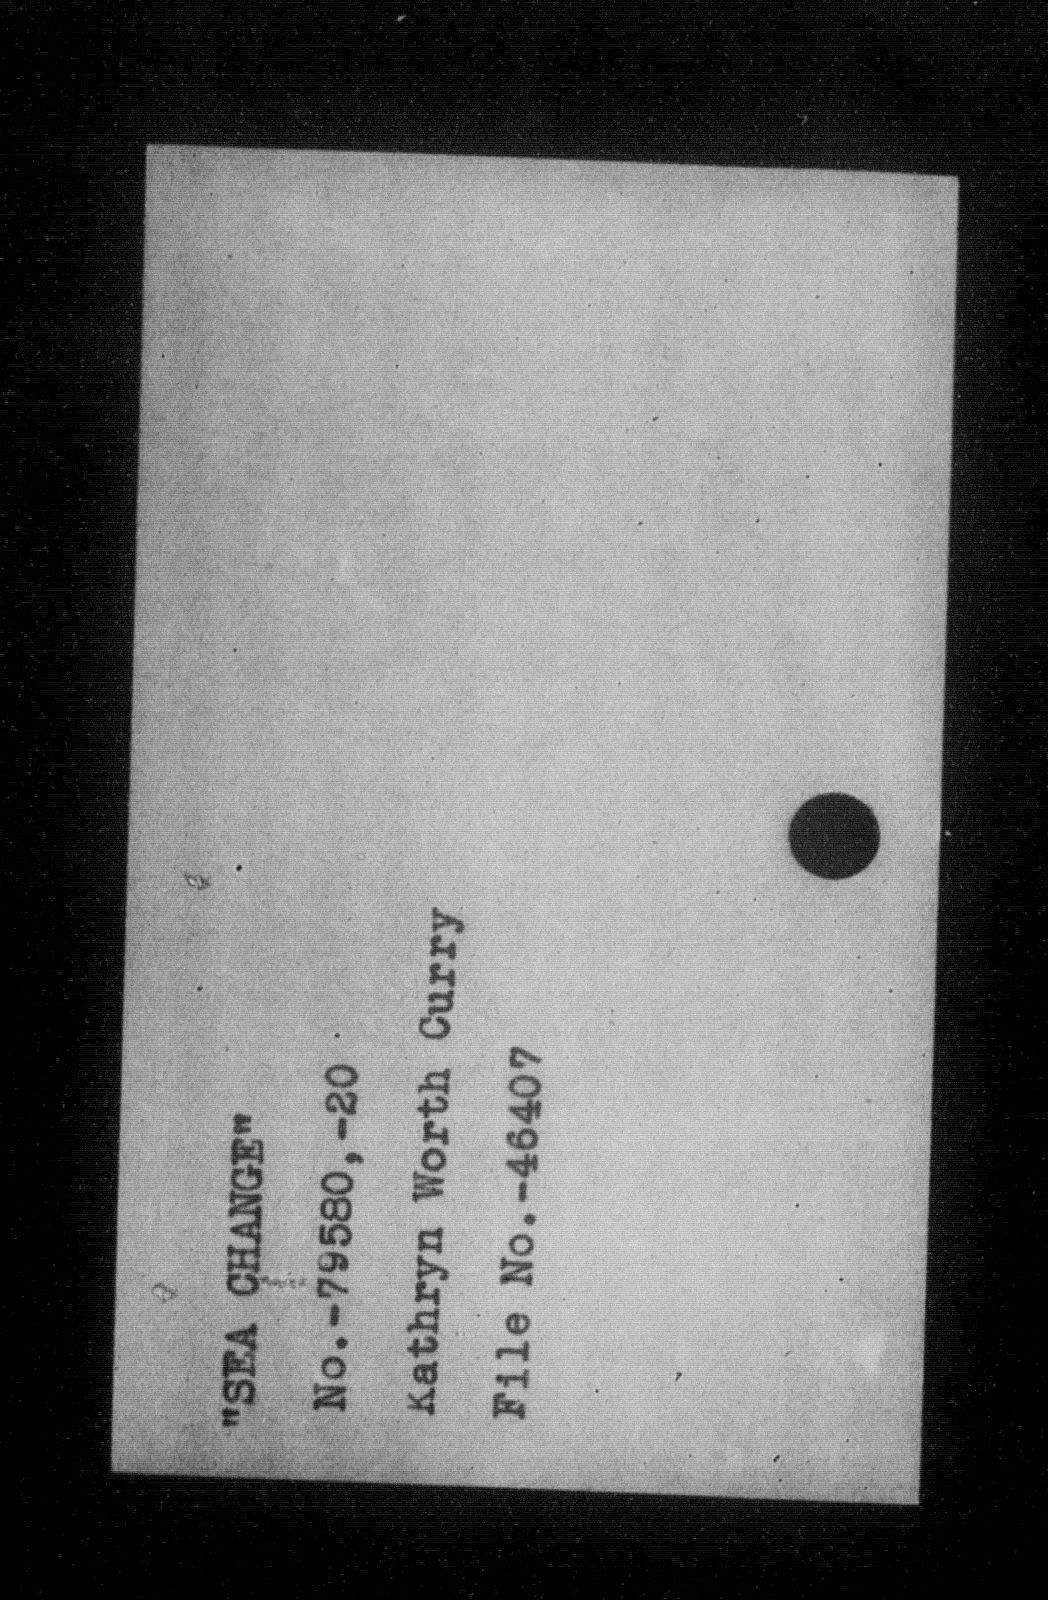 "SEA CHANGE"
No.-79580,-20
Kathryn Worth Curry
File No.-46407